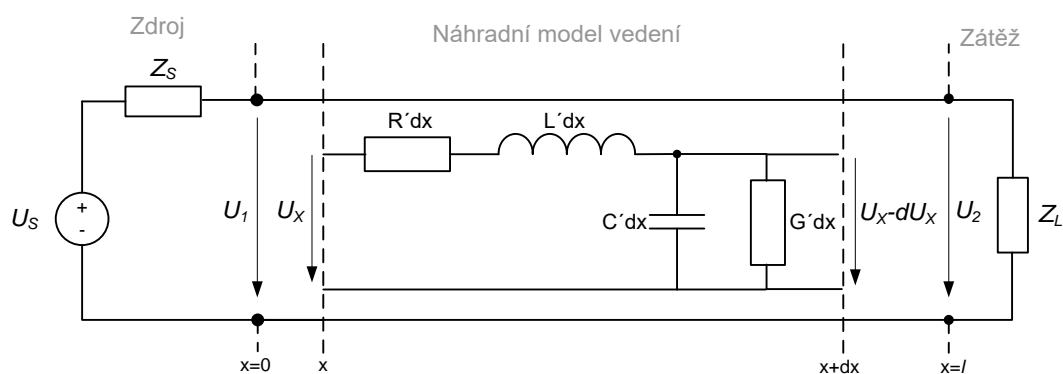 Zdroj
Náhradní model vedení
Zátěž
Z_S
R´dx
L´dx
U_S
+
-
U_1
U_X
C´dx
G´dx
U_X-dU_X
U_2
Z_L
x=0
x
x+dx
x=l